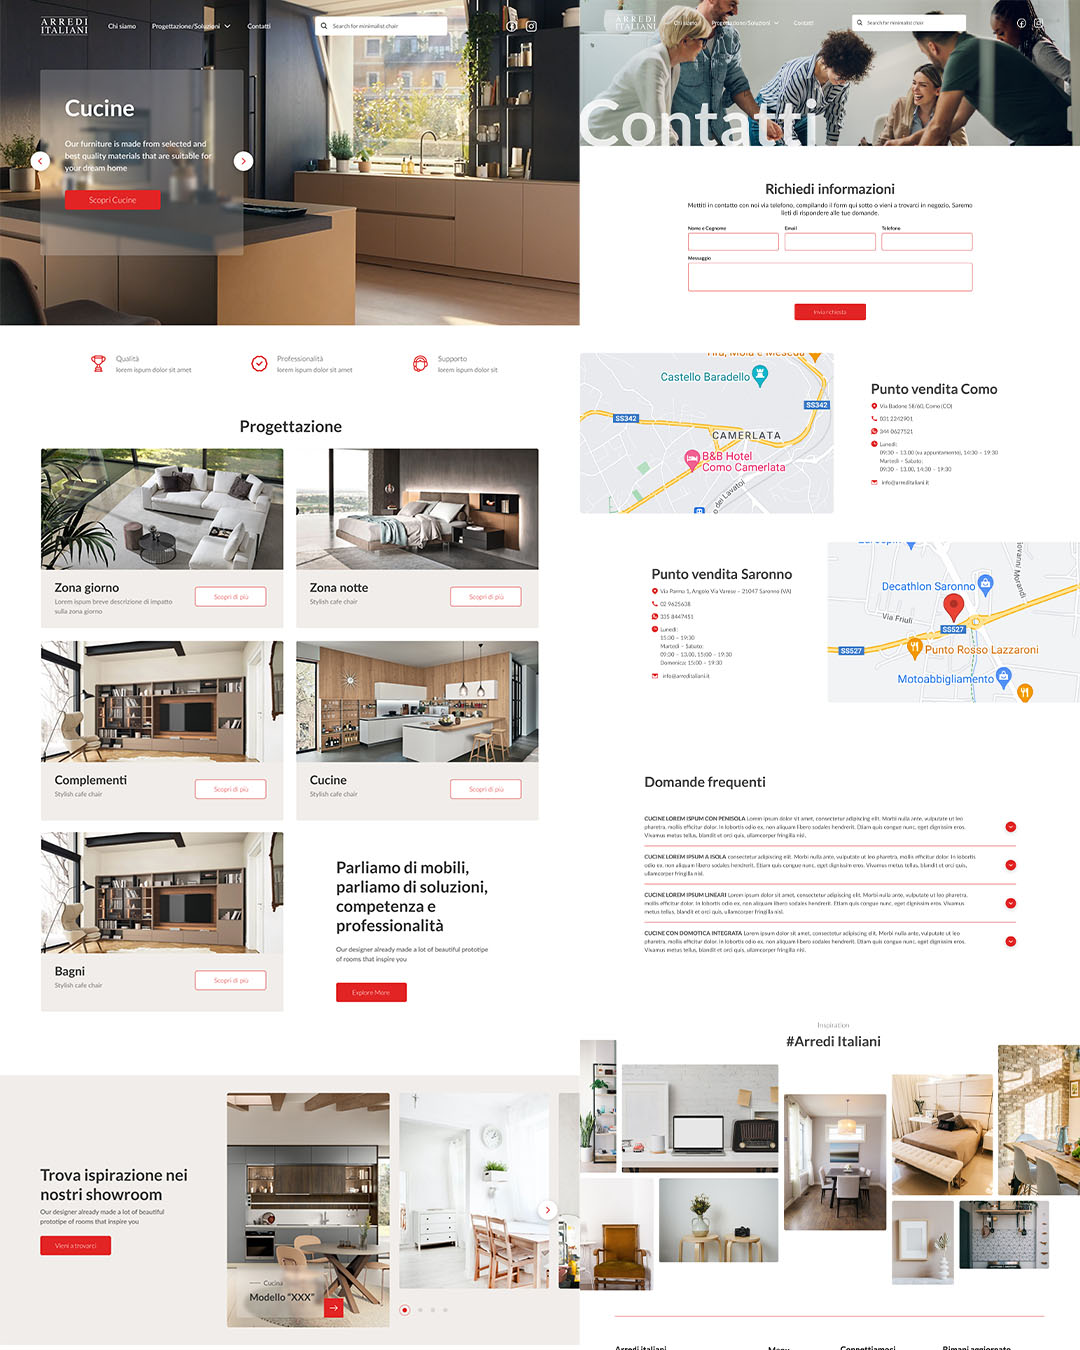 ARREDI
ITALIANI
Chi siamo
Progettazione/Soluzioni
Contatti
Search for minimalist chair
Cucine
Our furniture is made from selected and
best quality materials that are suitable for
your dream home
Scopri Cucine
Qualità
lorem ispum dolor sit amet
Professionalità
lorem ispum dolor sit amet
Supporto
lorem ispum dolor sit
Progettazione
Zona giorno
Lorem ispum breve descrizione di impatto
sulla zona giorno
Scopri di più
Zona notte
Stylish cafe chair
Scopri di più
Complementi
Stylish cafe chair
Scopri di più
Cucine
Stylish cafe chair
Scopri di più
Bagni
Stylish cafe chair
Scopri di più
Parliamo di mobili,
parliamo di soluzioni,
competenza e
professionalità
Our designer already made a lot of beautiful prototipe
of rooms that inspire you
Explore More
Trova ispirazione nei
nostri showroom
Our designer already made a lot of beautiful
prototipe of rooms that inspire you
Vieni a trovarci
Cucina
Modello “XXX”
ARREDI
ITALIANI
Chi siamo
Progettazione/Soluzioni
Contatti
Search for minimalist chair
Contatti
Richiedi informazioni
Mettiti in contatto con noi via telefono, compilando il form qui sotto o vieni a trovarci in negozio. Saremo
lieti di rispondere alle tue domande.
Nome e Cognome
Email
Telefono
Messaggio
Invia richiesta
Castello Baradello
SS342
SS342
CAMERLATA
B&B Hotel
Como Camerlata
Punto vendita Como
Via Badone 58/60, Como (CO)
031 2242901
344 0627521
Lunedì:
09:30 – 13.00 (su appuntamento), 14:30 – 19:30
Martedì – Sabato:
09:30 – 13.00, 14:30 – 19:30
info@arreditaliani.it
Punto vendita Saronno
Via Parma 1, Angolo Via Varese – 21047 Saronno (VA)
02 9625638
335 8447451
Lunedì:
15:00 – 19:30
Martedì – Sabato:
09:00 – 13.00, 15:00 – 19:30
Domenica: 15:00 – 19:30
info@arreditaliani.it
Decathlon Saronno
Via Friuli
SS527
SS527
Punto Rosso Lazzaroni
Motoabbigliamento
Domande frequenti
CUCINE LOREM ISPUM CON PENISOLA Lorem ipsum dolor sit amet, consectetur adipiscing elit. Morbi nulla ante, vulputate ut leo
pharetra, mollis efficitur dolor. In lobortis odio ex, non aliquam libero sodales hendrerit. Etiam quis congue nunc, eget dignissim eros.
Vivamus metus tellus, blandit et orci quis, ullamcorper fringilla nisl.
CUCINE LOREM IPSUM A ISOLA consectetur adipiscing elit. Morbi nulla ante, vulputate ut leo pharetra, mollis efficitur dolor. In lobortis
odio ex, non aliquam libero sodales hendrerit. Etiam quis congue nunc, eget dignissim eros. Vivamus metus tellus, blandit et orci quis,
ullamcorper fringilla nisl.
CUCINE LOREM IPSUM LINEARI Lorem ipsum dolor sit amet, consectetur adipiscing elit. Morbi nulla ante, vulputate ut leo pharetra,
mollis efficitur dolor. In lobortis odio ex, non aliquam libero sodales hendrerit. Etiam quis congue nunc, eget dignissim eros. Vivamus
metus tellus, blandit et orci quis, ullamcorper fringilla nisl.
CUCINE CON DOMOTICA INTEGRATA Lorem ipsum dolor sit amet, consectetur adipiscing elit. Morbi nulla ante, vulputate ut leo
pharetra, mollis efficitur dolor. In lobortis odio ex, non aliquam libero sodales hendrerit. Etiam quis congue nunc, eget dignissim eros.
Vivamus metus tellus, blandit et orci quis, ullamcorper fringilla nisl.
Inspiration
#Arredi Italiani
Arredi italiani
Menu
Connettiamoci
Rimani aggiornato